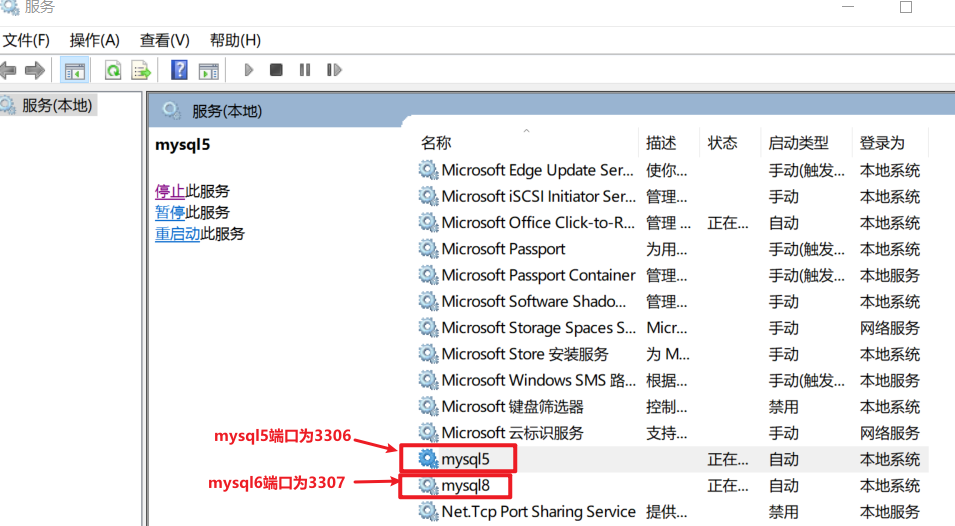 服务
文件(F) 操作(A) 查看(V) 帮助(H)
服务(本地)
服务(本地)
mysql5
停止此服务
暂停此服务
重启动此服务
名称 描述 状态 启动类型 登录为
Microsoft Edge Update Ser... 使你... 手动(触发... 本地系统
Microsoft iSCSI Initiator Ser... 管理... 手动 本地系统
Microsoft Office Click-to-R... 管理 ... 正在... 自动 本地系统
Microsoft Passport 为用... 手动(触发... 本地系统
Microsoft Passport Container 管理... 手动(触发... 本地服务
Microsoft Software Shado... 管理... 手动 本地系统
Microsoft Storage Spaces S... Micr... 手动 网络服务
Microsoft Store 安装服务 为 M... 手动 本地系统
Microsoft Windows SMS 路... 根据... 手动(触发... 本地服务
Microsoft 键盘筛选器 控制... 禁用 本地系统
Microsoft 云标识服务 支持... 手动 网络服务
mysql5端口为3306
mysql5 正在... 自动 本地系统
mysql6端口为3307
mysql8 正在... 自动 本地系统
Net.Tcp Port Sharing Service 提供... 禁用 本地服务